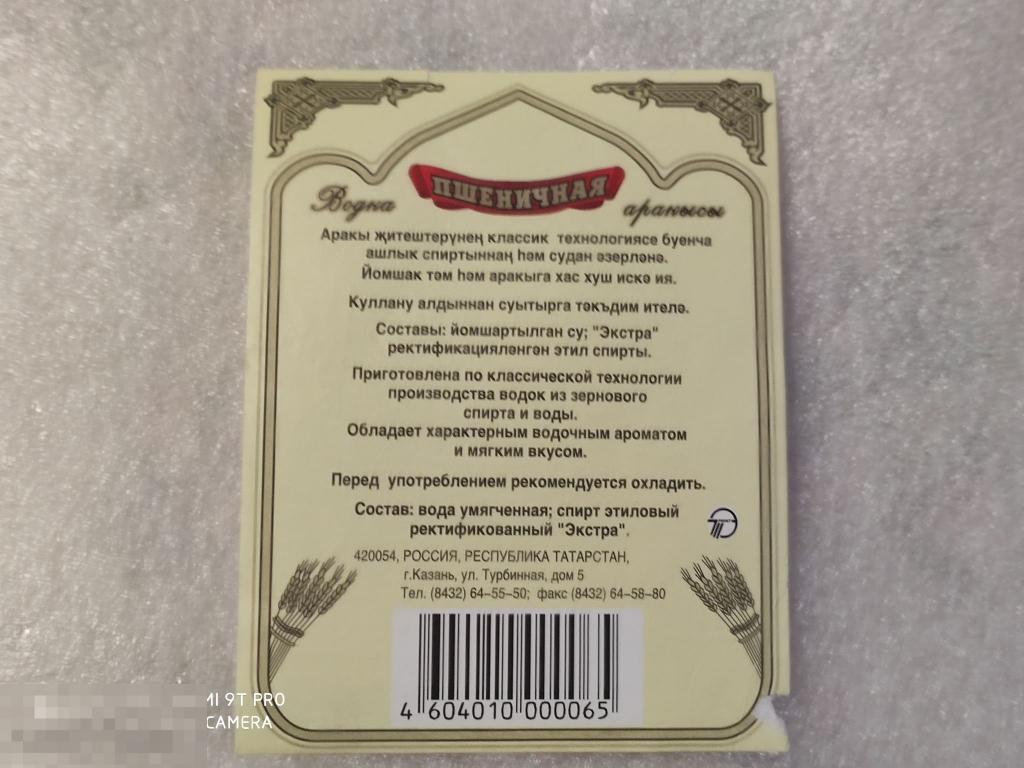 Водка ПШЕНИЧНАЯ аракысы
Аракы җитештерүнең классик технологиясе буенча
ашлык спиртыннаң һәм судан әзерләнә.
Йомшак тәм һәм аракыга хас хуш искә ия.
Куллану алдыннан суытырга тәкъдим ителә.
Составы: йомшартылган су; "Экстра"
ректификацияләнгән этил спирты.
Приготовлена по классической технологии
производства водок из зернового
спирта и воды.
Обладает характерным водочным ароматом
и мягким вкусом.
Перед употреблением рекомендуется охладить.
Состав: вода умягченная; спирт этиловый
ректификованный "Экстра".
420054, РОССИЯ, РЕСПУБЛИКА ТАТАРСТАН,
г.Казань, ул. Турбинная, дом 5
Тел. (8432) 64–55–50; факс (8432) 64–58–80
4 604010 000065
MI 9T PRO
CAMERA